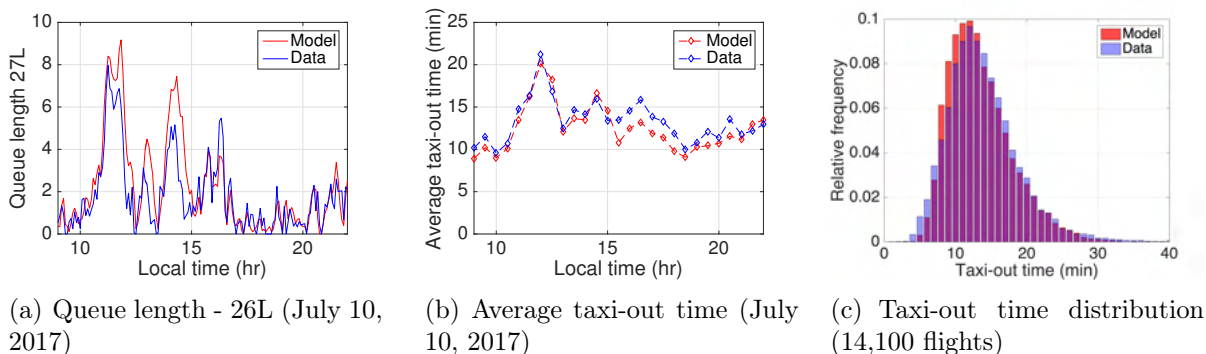 Queue length 27L
10
8
6
4
2
0
10
15
20
Local time (hr)
Model
Data
Average taxi-out time (min)
25
20
15
10
5
0
10
15
20
Local time (hr)
Model
Data
Relative frequency
0.1
0.08
0.06
0.04
0.02
0
0
10
20
30
40
Taxi-out time (min)
Model
Data
(a) Queue length - 26L (July 10,
2017)
(b) Average taxi-out time (July
10, 2017)
(c) Taxi-out time distribution
(14,100 flights)